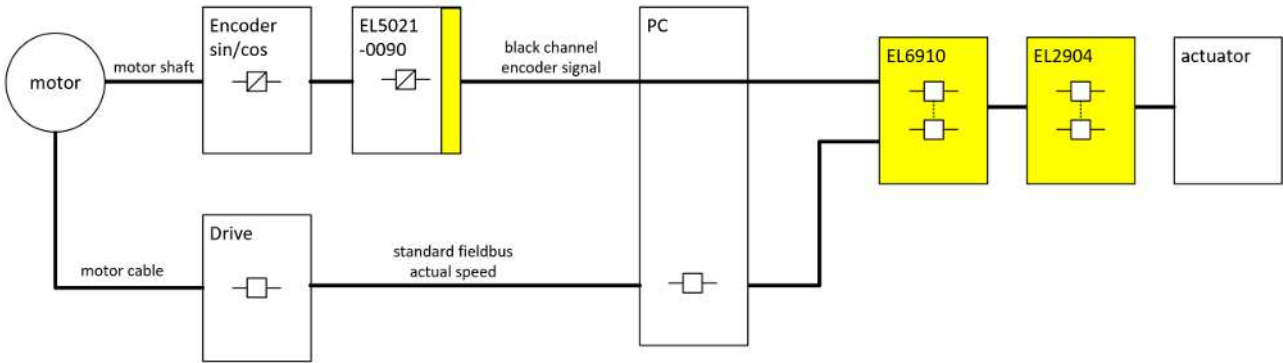 motor
motor shaft
Encoder
sin/cos
EL5021
-0090
black channel
encoder signal
PC
EL6910
EL2904
actuator
motor cable
Drive
standard fieldbus
actual speed